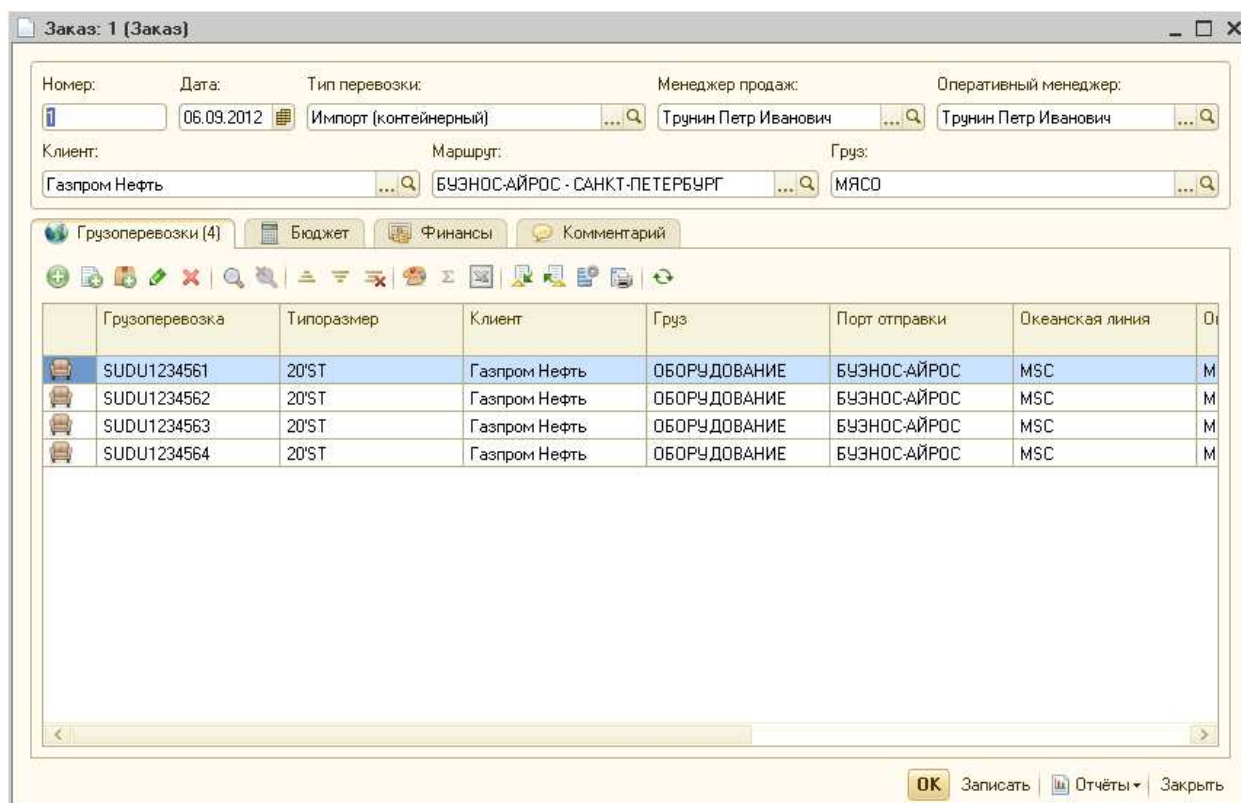 Заказ: 1 (Заказ)
Номер: Дата: Тип перевозки: Менеджер продаж: Оперативный менеджер:
1 06.09.2012 Импорт (контейнерный) ... Трунин Петр Иванович ... Трунин Петр Иванович ...
Клиент: Маршрут: Груз:
Газпром Нефть ... БУЭНОС-АЙРОС - САНКТ-ПЕТЕРБУРГ ... МЯСО ...
Грузоперевозки (4) Бюджет Финансы Комментарий
Грузоперевозка Типоразмер Клиент Груз Порт отправки Океанская линия
SUDU1234561 20'ST Газпром Нефть ОБОРУДОВАНИЕ БУЭНОС-АЙРОС MSC M
SUDU1234562 20'ST Газпром Нефть ОБОРУДОВАНИЕ БУЭНОС-АЙРОС MSC M
SUDU1234563 20'ST Газпром Нефть ОБОРУДОВАНИЕ БУЭНОС-АЙРОС MSC M
SUDU1234564 20'ST Газпром Нефть ОБОРУДОВАНИЕ БУЭНОС-АЙРОС MSC M
OK Записать Отчёты Закрыть